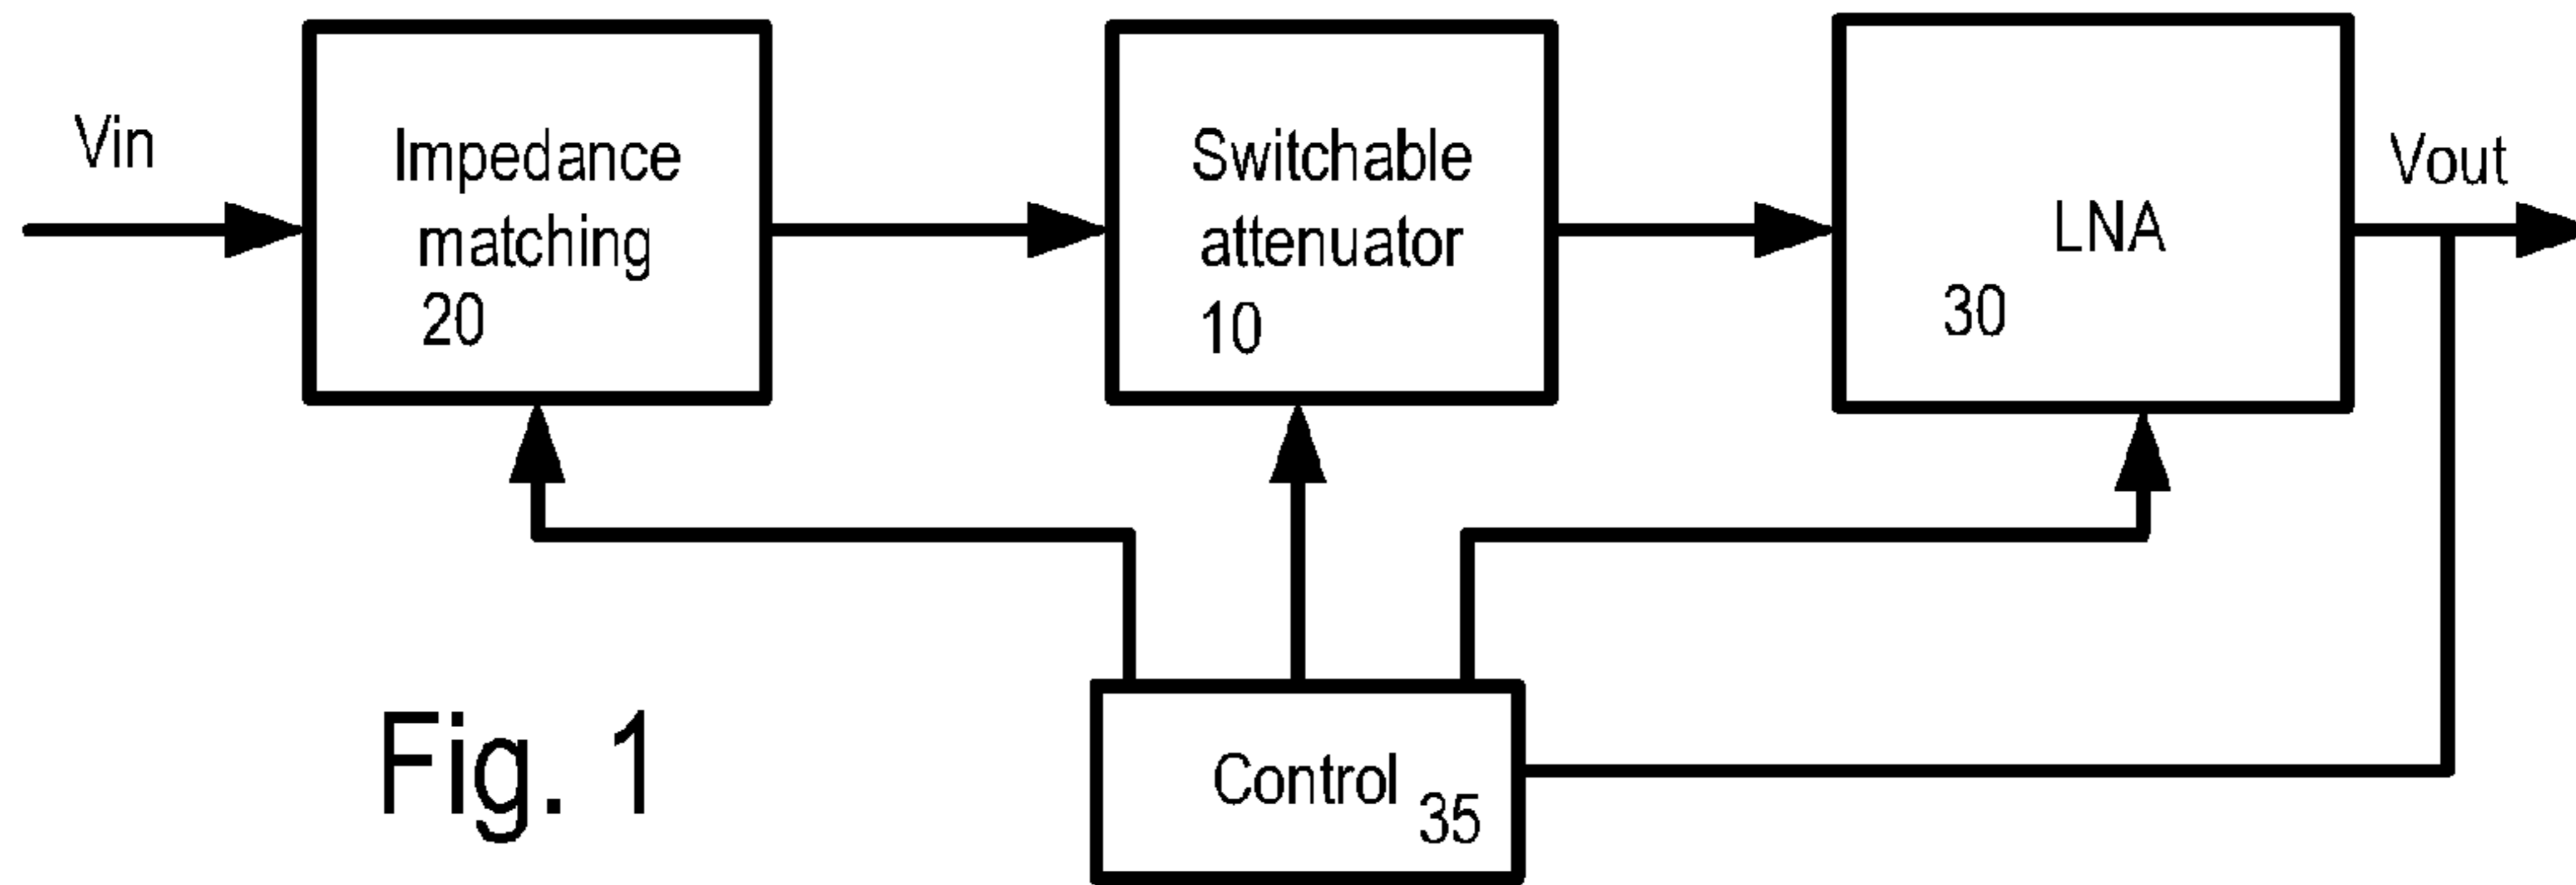 Vin
Impedance
matching
20
Switchable
attenuator
10
LNA
30
Vout
Control 35
Fig. 1